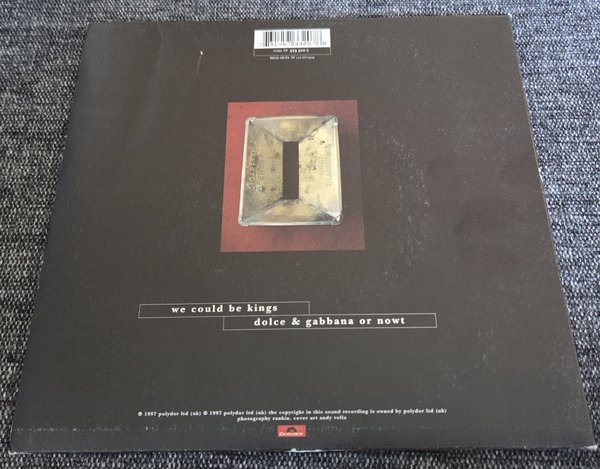 we could be kings
dolce & gabbana or nowt
℗ 1997 polydor ltd (uk) © 1997 polydor ltd (uk) the copyright in this sound recording is owned by polydor ltd (uk)
photography rankin. cover art andy vella
Polydor